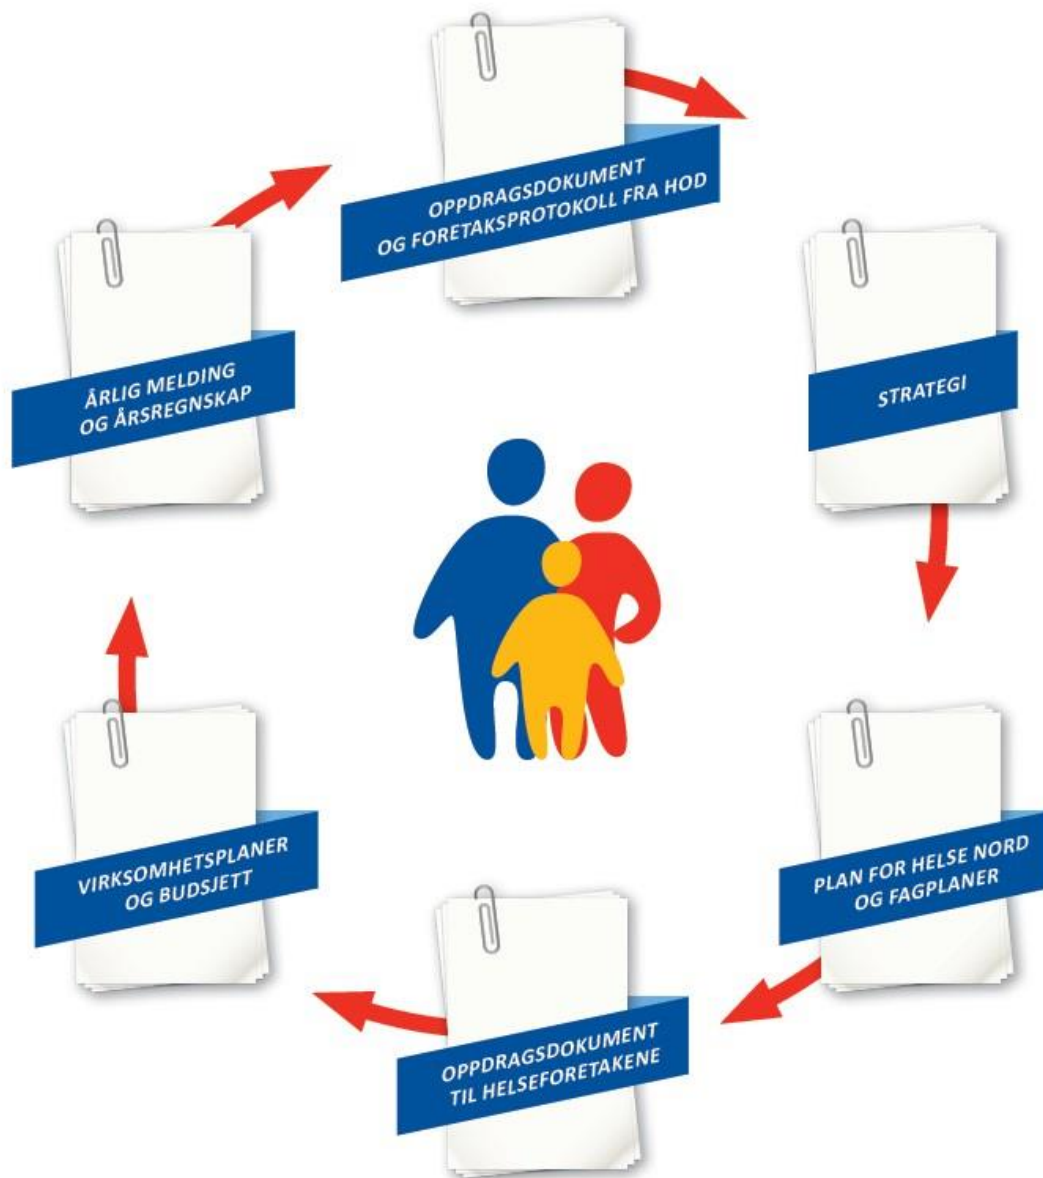 OPPDRAGSDOKUMENT
OG FORETAKSPROTOKOLL FRA HOD
STRATEGI
PLAN FOR HELSE NORD
OG FAGPLANER
OPPDRAGSDOKUMENT
TIL HELSEFORETAKENE
VIRKSOMHETSPLANER
OG BUDSJETT
ÅRLIG MELDING
OG ÅRSREGNSKAP